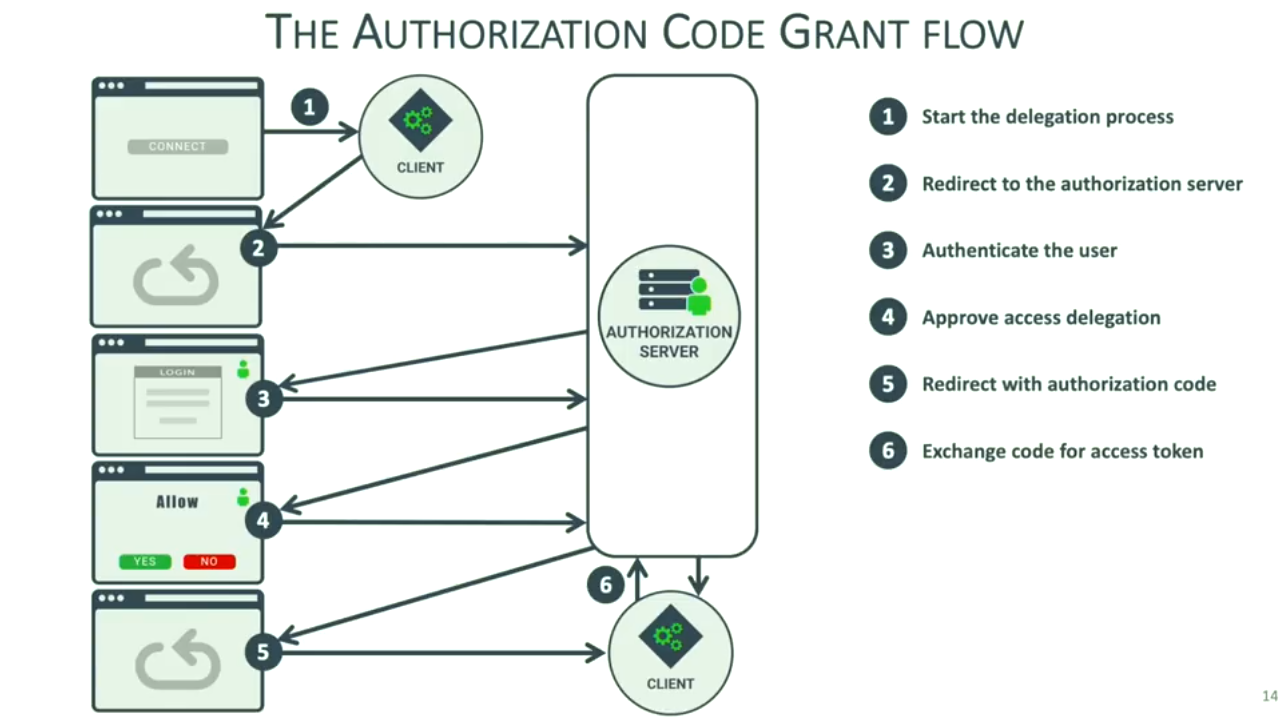 THE AUTHORIZATION CODE GRANT FLOW
CONNECT
1
CLIENT
2
AUTHORIZATION
SERVER
LOGIN
3
Allow
YES NO
4
5
6
CLIENT
1 Start the delegation process
2 Redirect to the authorization server
3 Authenticate the user
4 Approve access delegation
5 Redirect with authorization code
6 Exchange code for access token
14